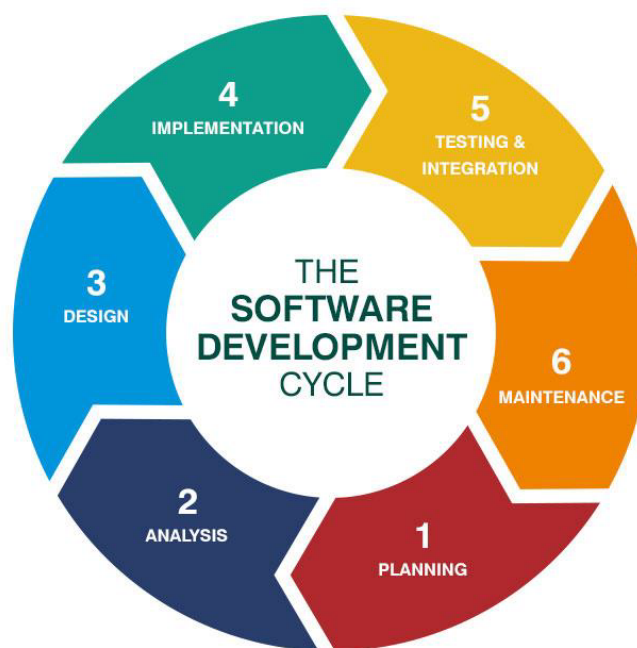 THE
SOFTWARE
DEVELOPMENT
CYCLE
1
PLANNING
2
ANALYSIS
3
DESIGN
4
IMPLEMENTATION
5
TESTING &
INTEGRATION
6
MAINTENANCE